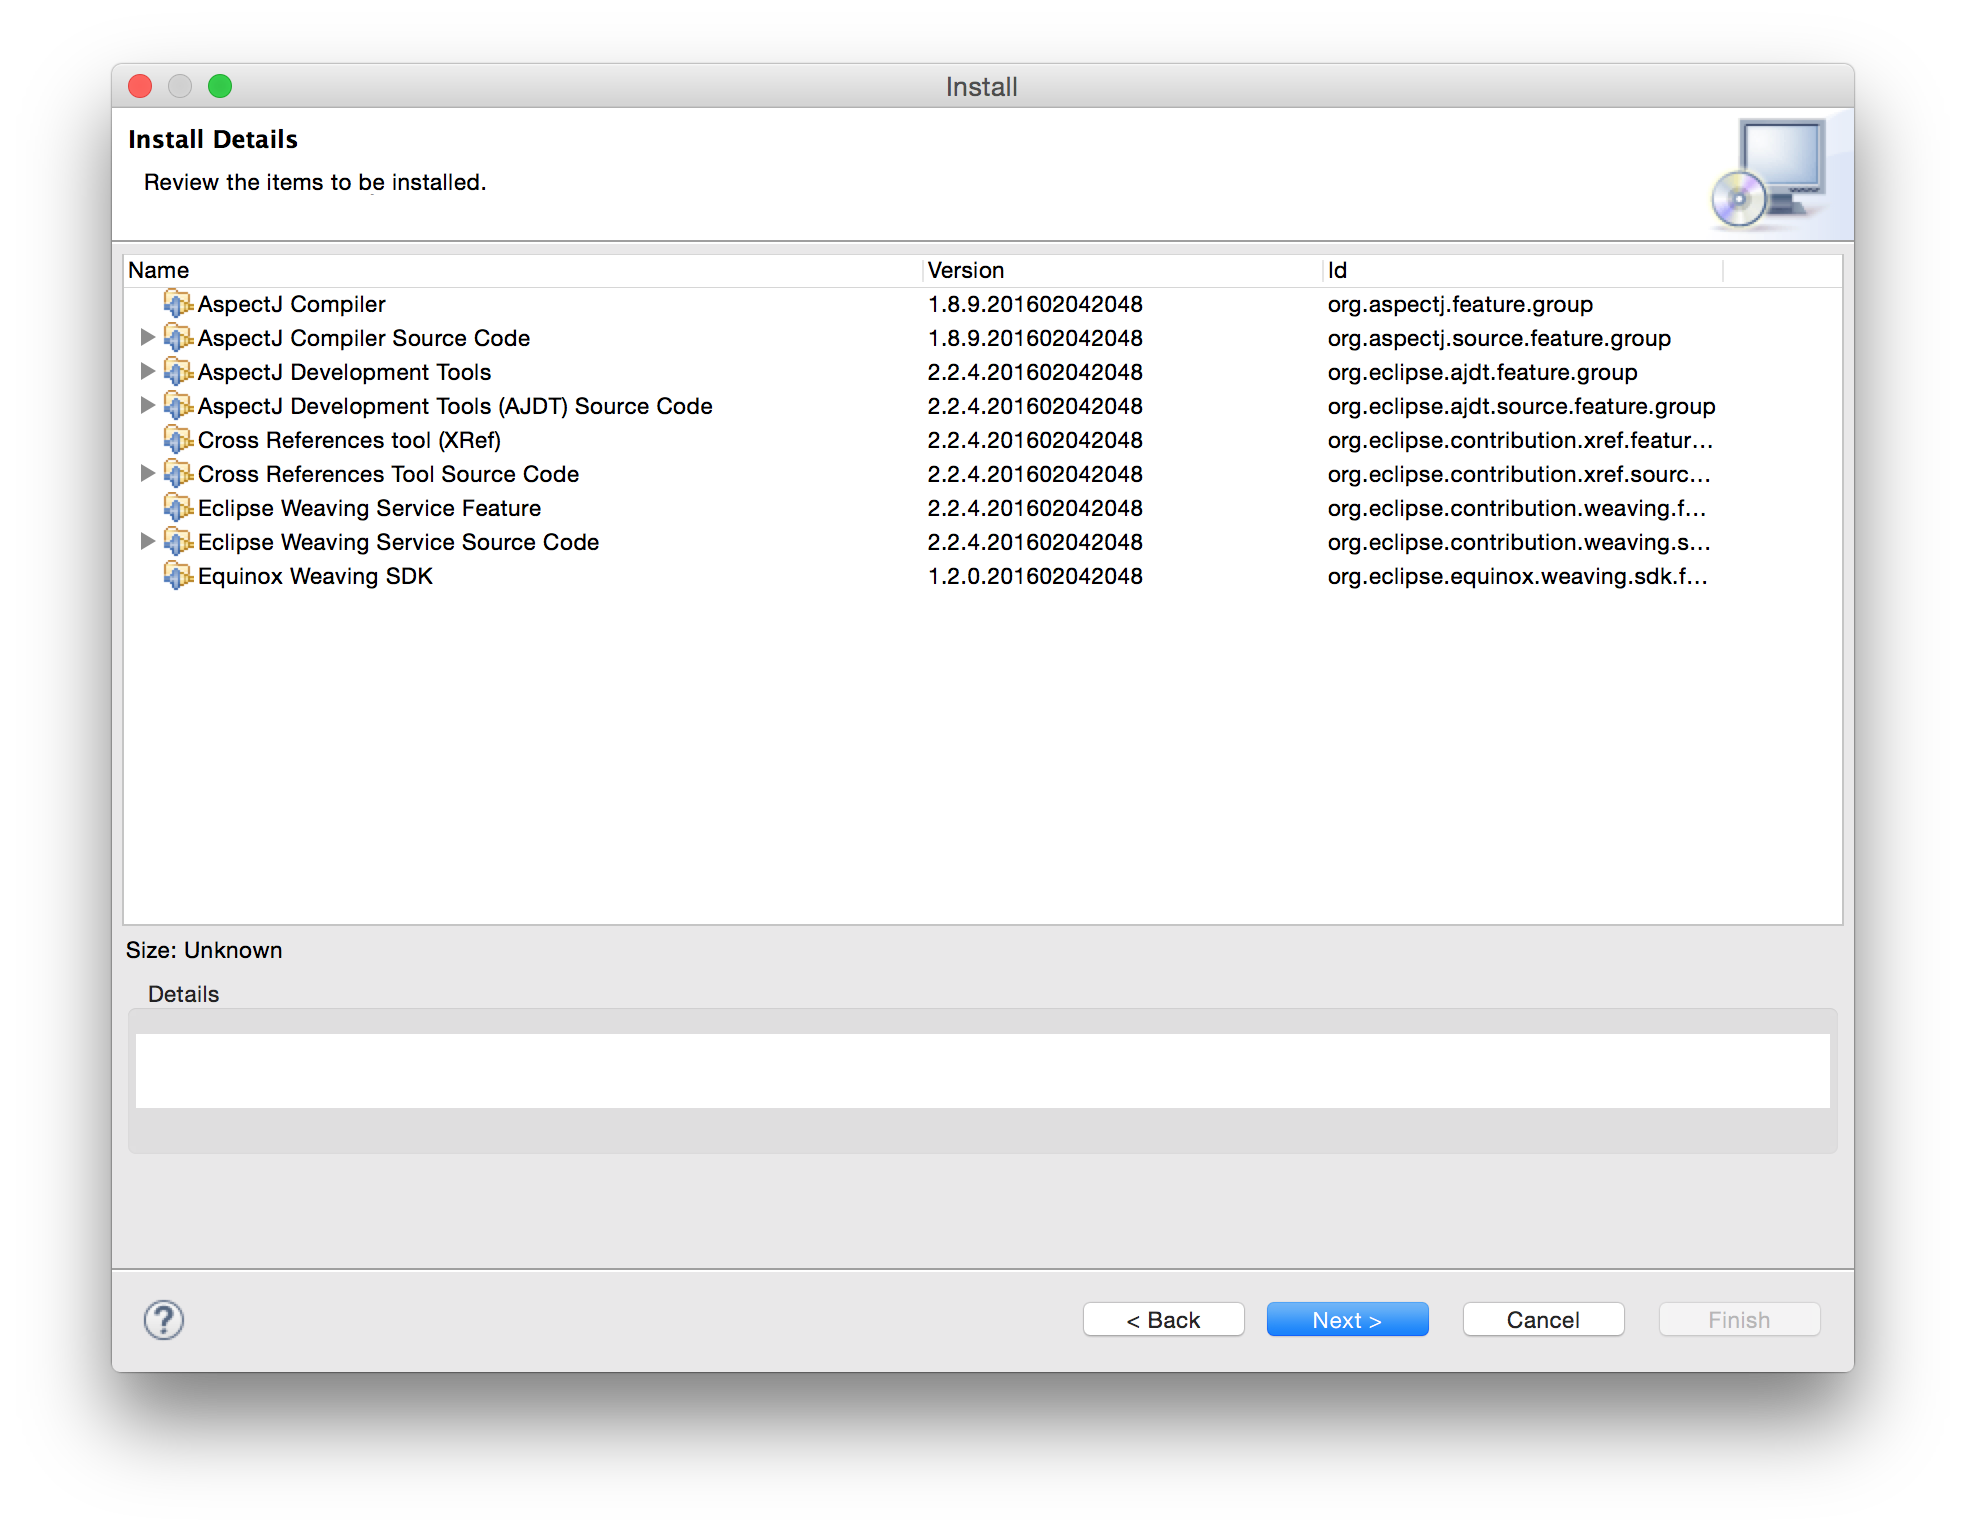 Install
Install Details
Review the items to be installed.
Name Version Id
AspectJ Compiler 1.8.9.201602042048 org.aspectj.feature.group
AspectJ Compiler Source Code 1.8.9.201602042048 org.aspectj.source.feature.group
AspectJ Development Tools 2.2.4.201602042048 org.eclipse.ajdt.feature.group
AspectJ Development Tools (AJDT) Source Code 2.2.4.201602042048 org.eclipse.ajdt.source.feature.group
Cross References tool (XRef) 2.2.4.201602042048 org.eclipse.contribution.xref.featur...
Cross References Tool Source Code 2.2.4.201602042048 org.eclipse.contribution.xref.sourc...
Eclipse Weaving Service Feature 2.2.4.201602042048 org.eclipse.contribution.weaving.f...
Eclipse Weaving Service Source Code 2.2.4.201602042048 org.eclipse.contribution.weaving.s...
Equinox Weaving SDK 1.2.0.201602042048 org.eclipse.equinox.weaving.sdk.f...
Size: Unknown
Details
? < Back Next > Cancel Finish